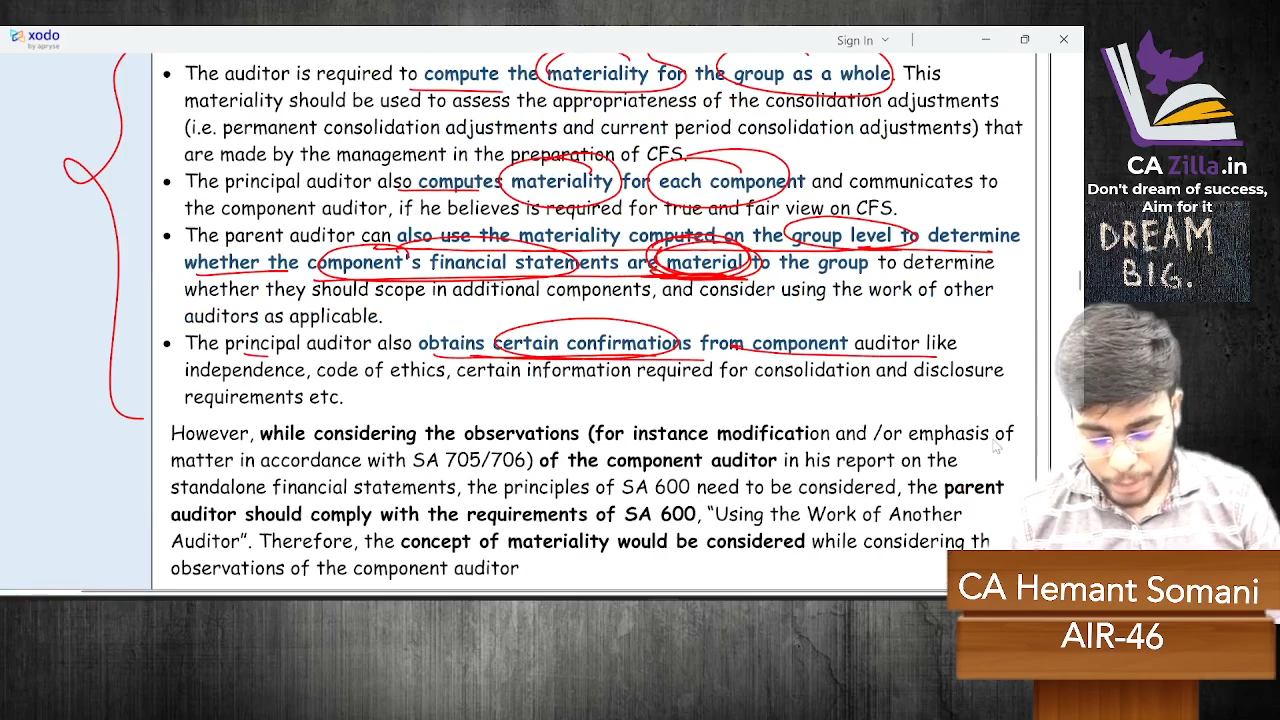 xodo
by apryse
Sign In
• The auditor is required to compute the materiality for the group as a whole. This
materiality should be used to assess the appropriateness of the consolidation adjustments
(i.e. permanent consolidation adjustments and current period consolidation adjustments) that
are made by the management in the preparation of CFS.
• The principal auditor also computes materiality for each component and communicates to
the component auditor, if he believes is required for true and fair view on CFS.
• The parent auditor can also use the materiality computed on the group level to determine
whether the component's financial statements are material to the group to determine
whether they should scope in additional components, and consider using the work of other
auditors as applicable.
• The principal auditor also obtains certain confirmations from component auditor like
independence, code of ethics, certain information required for consolidation and disclosure
requirements etc.
However, while considering the observations (for instance modification and /or emphasis of
matter in accordance with SA 705/706) of the component auditor in his report on the
standalone financial statements, the principles of SA 600 need to be considered, the parent
auditor should comply with the requirements of SA 600, “Using the Work of Another
Auditor”. Therefore, the concept of materiality would be considered while considering th
observations of the component auditor
CA Zilla.in
Don't dream of success,
Aim for it
DREAM
BIG.
CA Hemant Somani
AIR-46